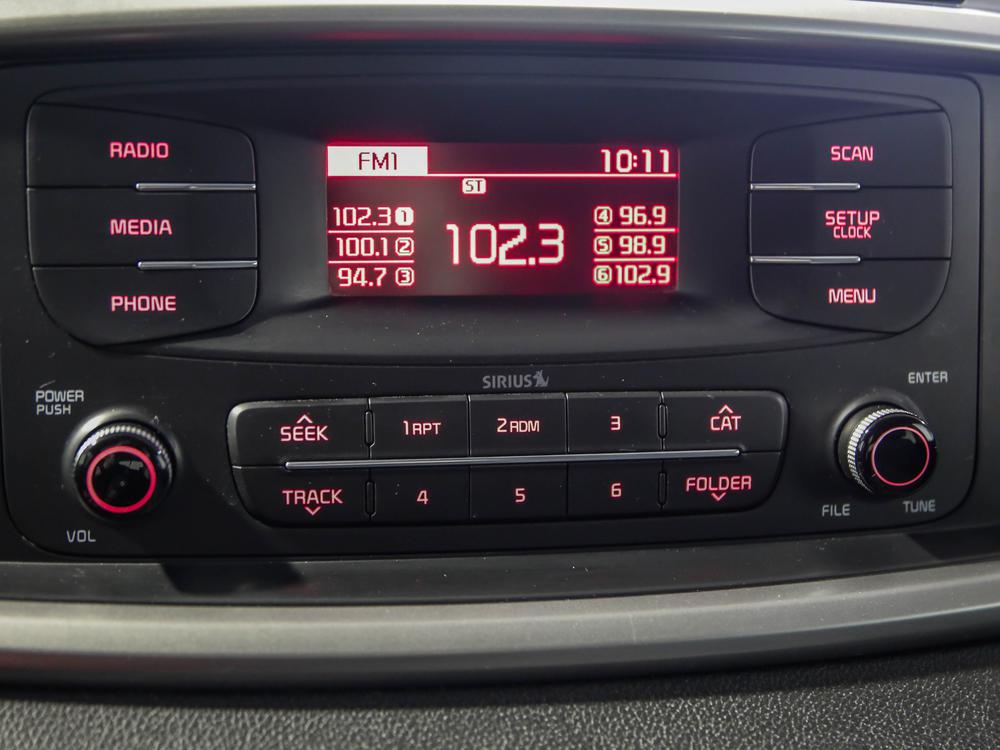 RADIO
MEDIA
PHONE
FM1 10:11
ST
102.3 1
100.1 2
94.7 3
102.3
4 96.9
5 98.9
6 102.9
SCAN
SETUP
CLOCK
MENU
POWER
PUSH
VOL
SIRIUS
SEEK 1 RPT 2 RDM 3 CAT
TRACK 4 5 6 FOLDER
ENTER
FILE TUNE